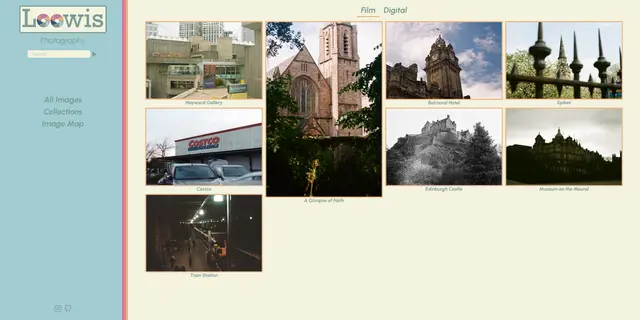 Loowis
Photography
Search
All Images
Collections
Image Map
Film Digital
Hayward Gallery
Balmoral Hotel
Spikes
COSTCO
Costco
A Glimpse of Faith
Edinburgh Castle
Museum on the Mound
Train Station